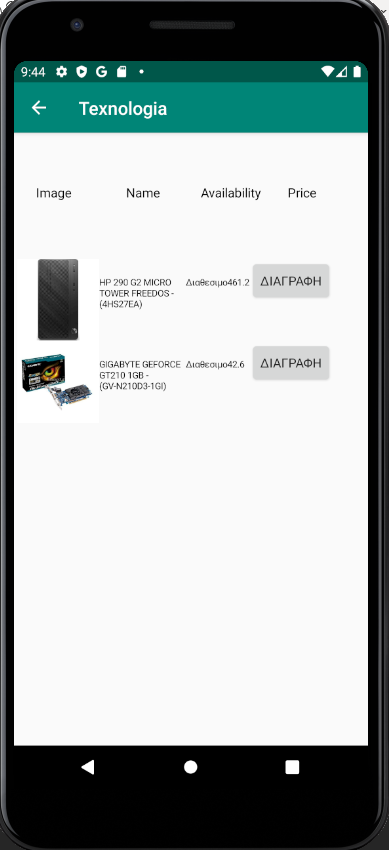 9:44
Texnologia
Image Name Availability Price
HP 290 G2 MICRO
TOWER FREEDOS -
(4HS27EA)
Διαθεσιμο461.2
ΔΙΑΓΡΑΦΗ
GIGABYTE GEFORCE
GT210 1GB -
(GV-N210D3-1GI)
Διαθεσιμο42.6
ΔΙΑΓΡΑΦΗ